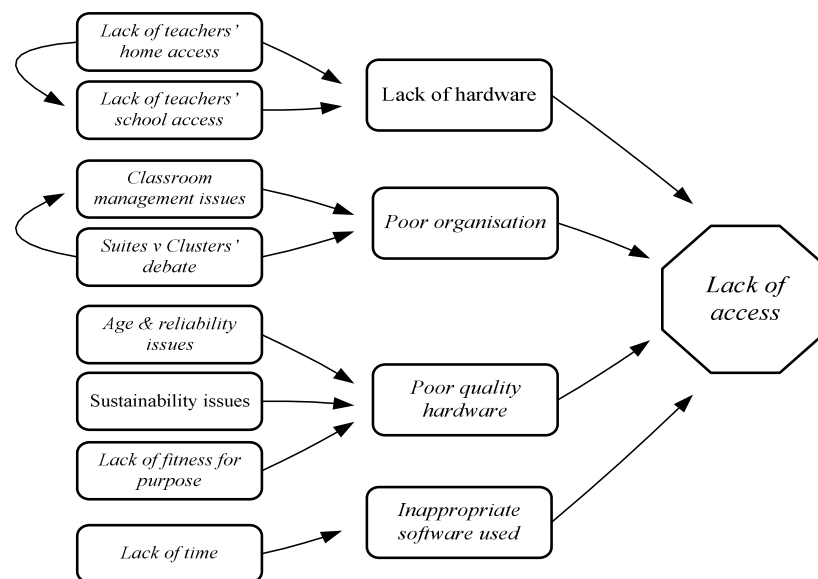 Lack of teachers’
home access
Lack of teachers’
school access
Lack of hardware
Classroom
management issues
Suites v Clusters’
debate
Poor organisation
Age & reliability
issues
Sustainability issues
Lack of fitness for
purpose
Poor quality
hardware
Lack of time
Inappropriate
software used
Lack of
access